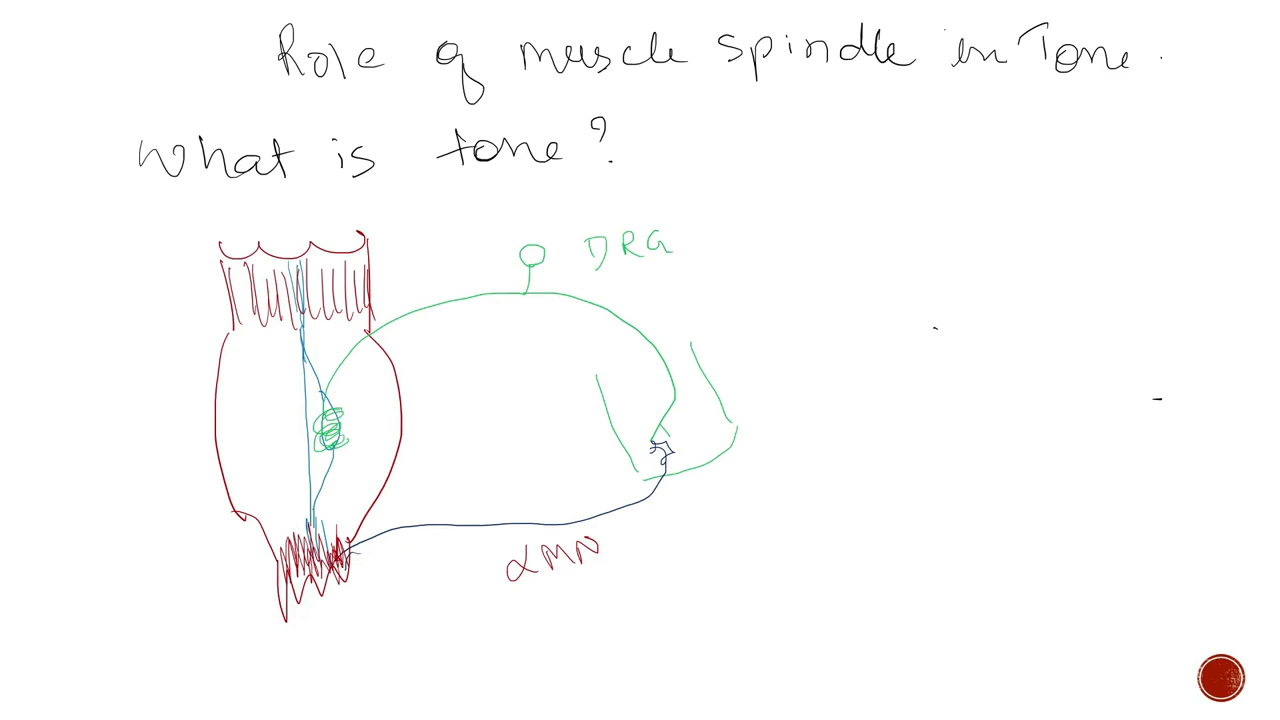 Role of muscle spindle in Tone.
What is tone?
DRG
αMN